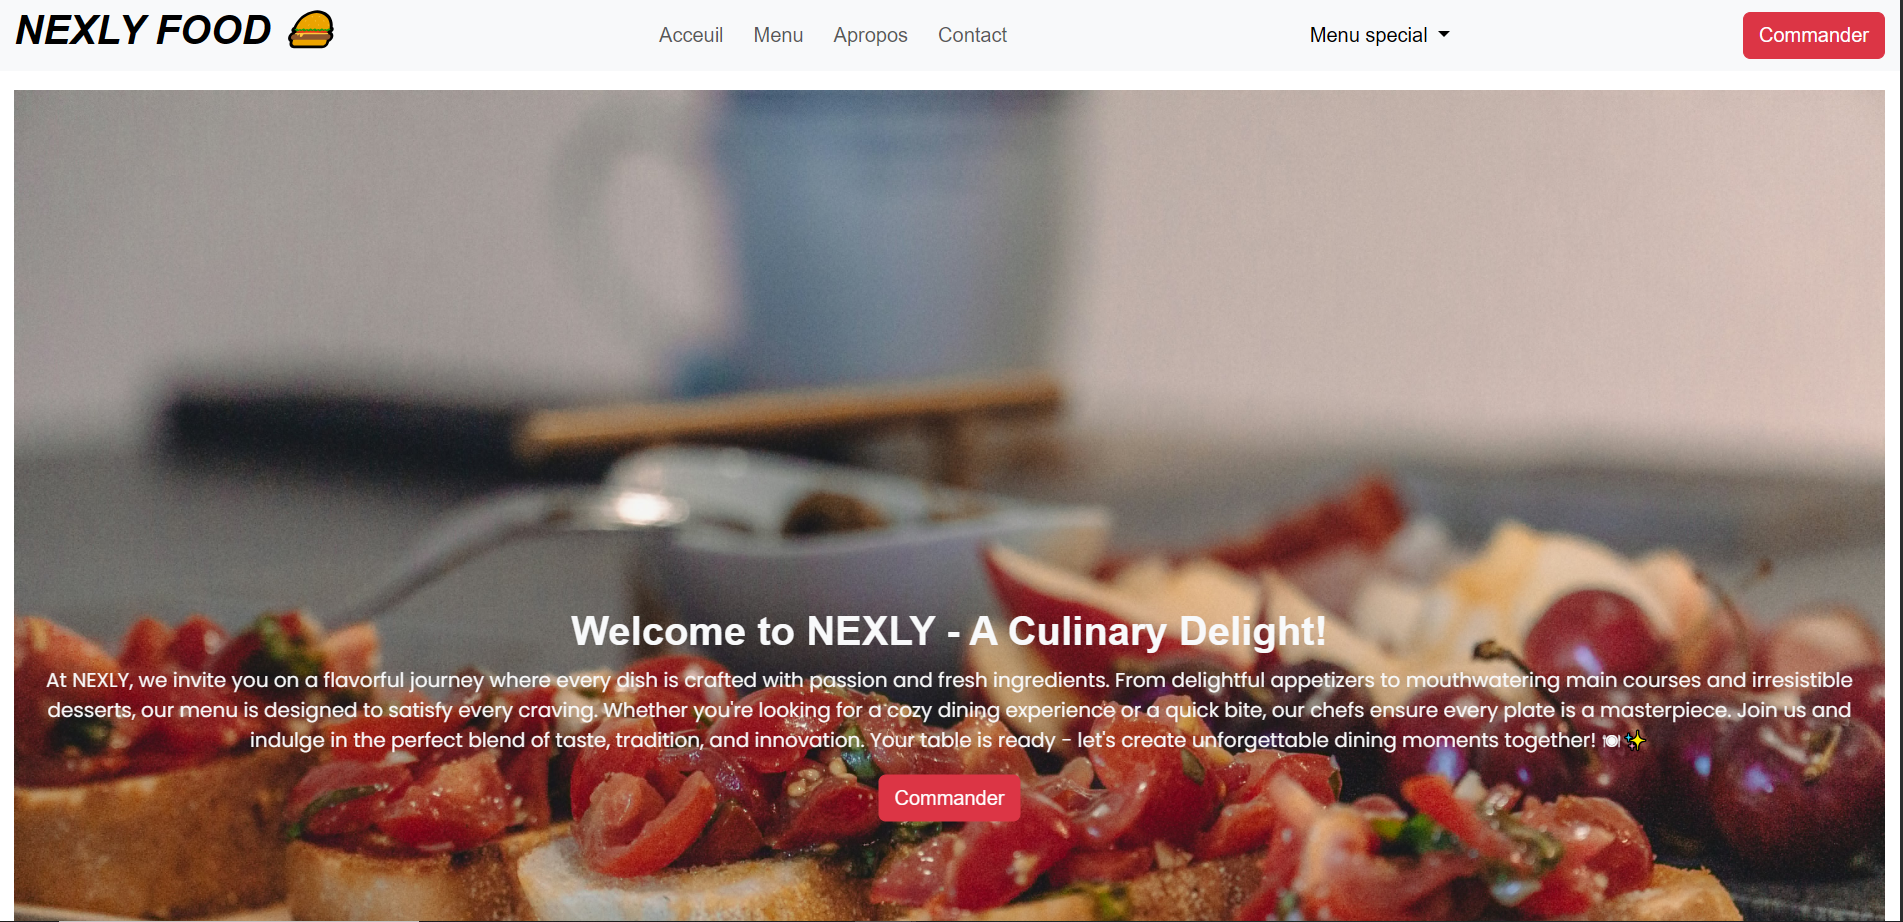 NEXLY FOOD 🍔
Acceuil Menu Apropos Contact
Menu special
Commander
Welcome to NEXLY - A Culinary Delight!
At NEXLY, we invite you on a flavorful journey where every dish is crafted with passion and fresh ingredients. From delightful appetizers to mouthwatering main courses and irresistible
desserts, our menu is designed to satisfy every craving. Whether you're looking for a cozy dining experience or a quick bite, our chefs ensure every plate is a masterpiece. Join us and
indulge in the perfect blend of taste, tradition, and innovation. Your table is ready - let's create unforgettable dining moments together! 🍽✨
Commander